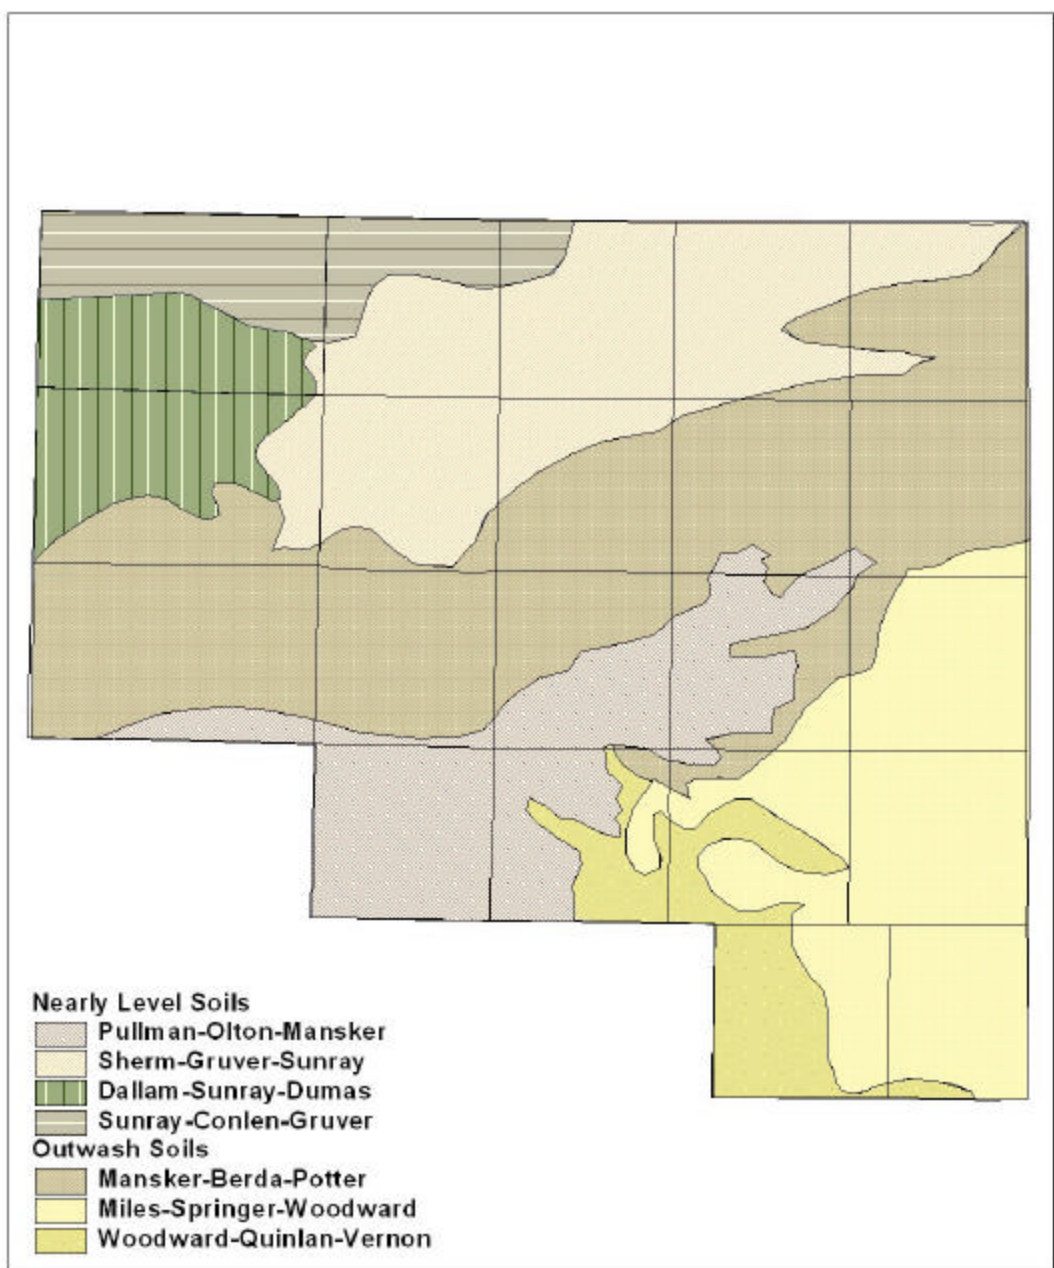 Nearly Level Soils
Pullman-Olton-Mansker
Sherm-Gruver-Sunray
Dallam-Sunray-Dumas
Sunray-Conlen-Gruver
Outwash Soils
Mansker-Berda-Potter
Miles-Springer-Woodward
Woodward-Quinlan-Vernon